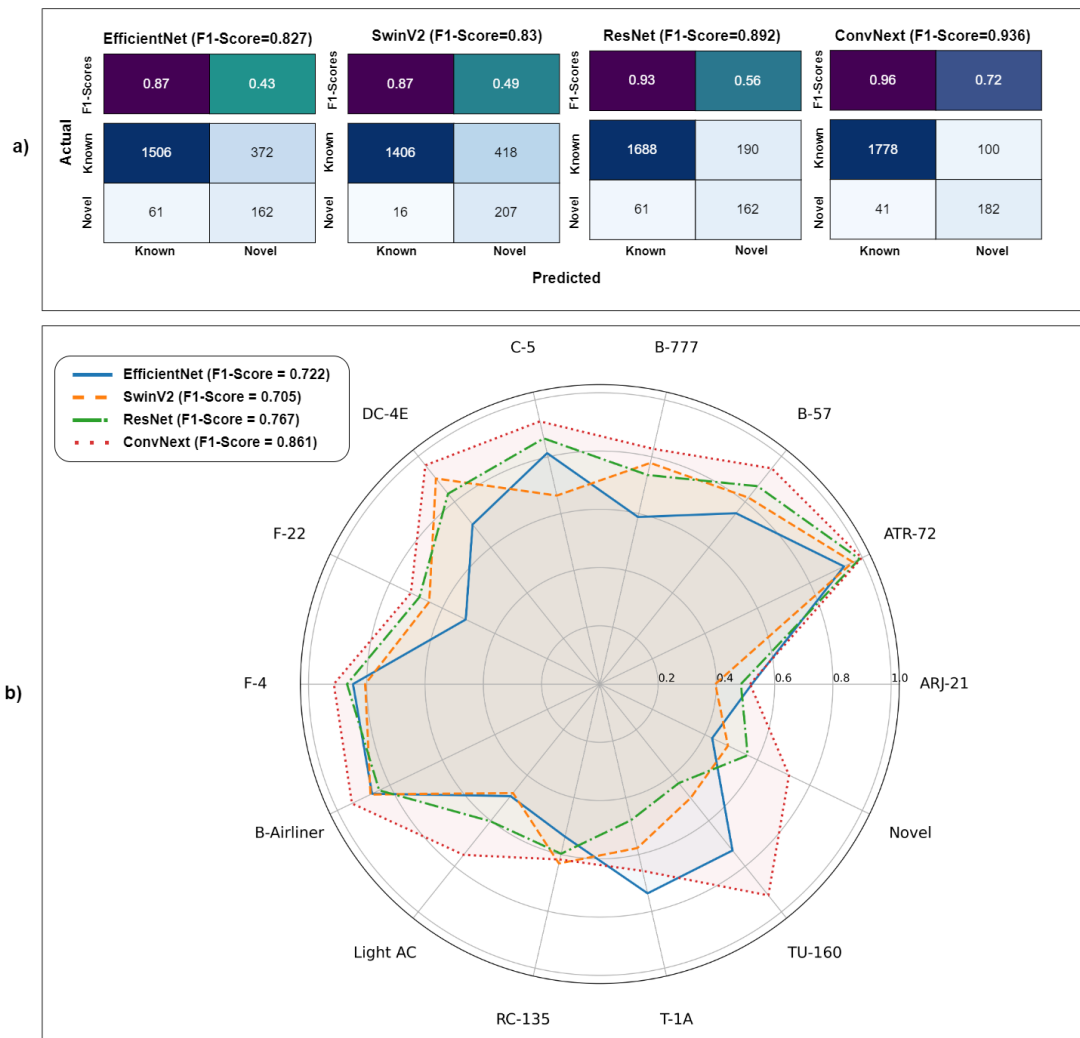 a)
Actual
EfficientNet (F1-Score=0.827)
F1-Scores
0.87 0.43
Known
1506 372
Novel
61 162
Known Novel
SwinV2 (F1-Score=0.83)
F1-Scores
0.87 0.49
Known
1406 418
Novel
16 207
Known Novel
ResNet (F1-Score=0.892)
F1-Scores
0.93 0.56
Known
1688 190
Novel
61 162
Known Novel
ConvNext (F1-Score=0.936)
F1-Scores
0.96 0.72
Known
1778 100
Novel
41 182
Known Novel
Predicted
b)
EfficientNet (F1-Score = 0.722)
SwinV2 (F1-Score = 0.705)
ResNet (F1-Score = 0.767)
ConvNext (F1-Score = 0.861)
C-5
B-777
DC-4E
B-57
F-22
ATR-72
F-4
0.2 0.4 0.6 0.8 1.0
ARJ-21
B-Airliner
Novel
Light AC
TU-160
RC-135
T-1A